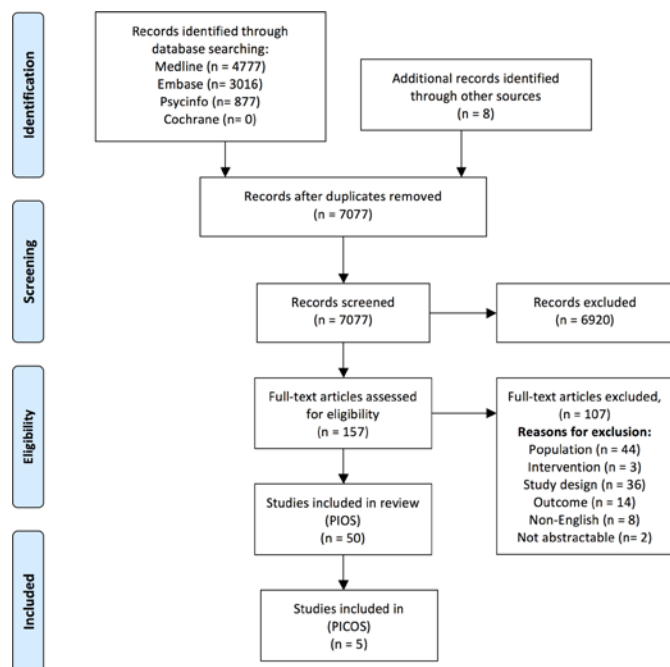 Identification
Records identified through
database searching:
Medline (n = 4777)
Embase (n = 3016)
Psycinfo (n= 877)
Cochrane (n= 0)
Additional records identified
through other sources
(n = 8)
Records after duplicates removed
(n = 7077)
Screening
Records screened
(n = 7077)
Records excluded
(n = 6920)
Eligibility
Full-text articles assessed
for eligibility
(n = 157)
Full-text articles excluded,
(n = 107)
Reasons for exclusion:
Population (n = 44)
Intervention (n = 3)
Study design (n = 36)
Outcome (n = 14)
Non-English (n = 8)
Not abstractable (n= 2)
Studies included in review
(PIOS)
(n = 50)
Included
Studies included in
(PICOS)
(n = 5)